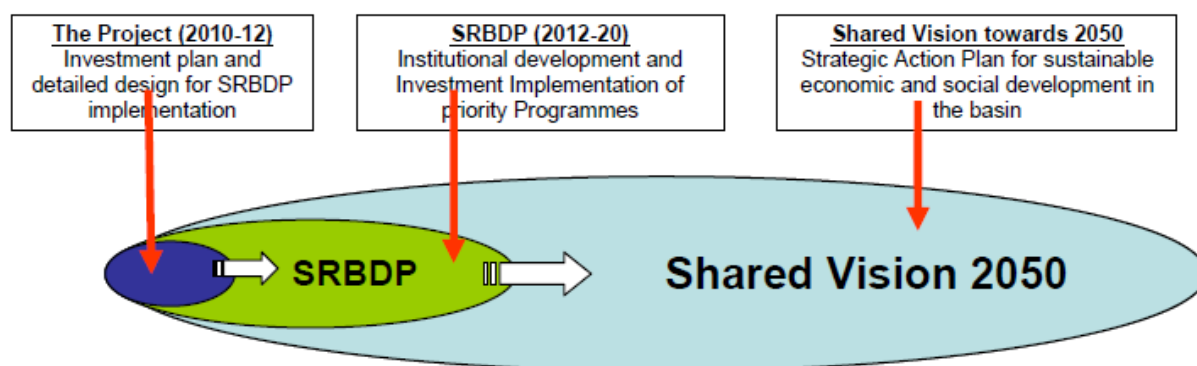 The Project (2010-12)
Investment plan and
detailed design for SRBDP
implementation
SRBDP (2012-20)
Institutional development and
Investment Implementation of
priority Programmes
Shared Vision towards 2050
Strategic Action Plan for sustainable
economic and social development in
the basin
SRBDP
Shared Vision 2050